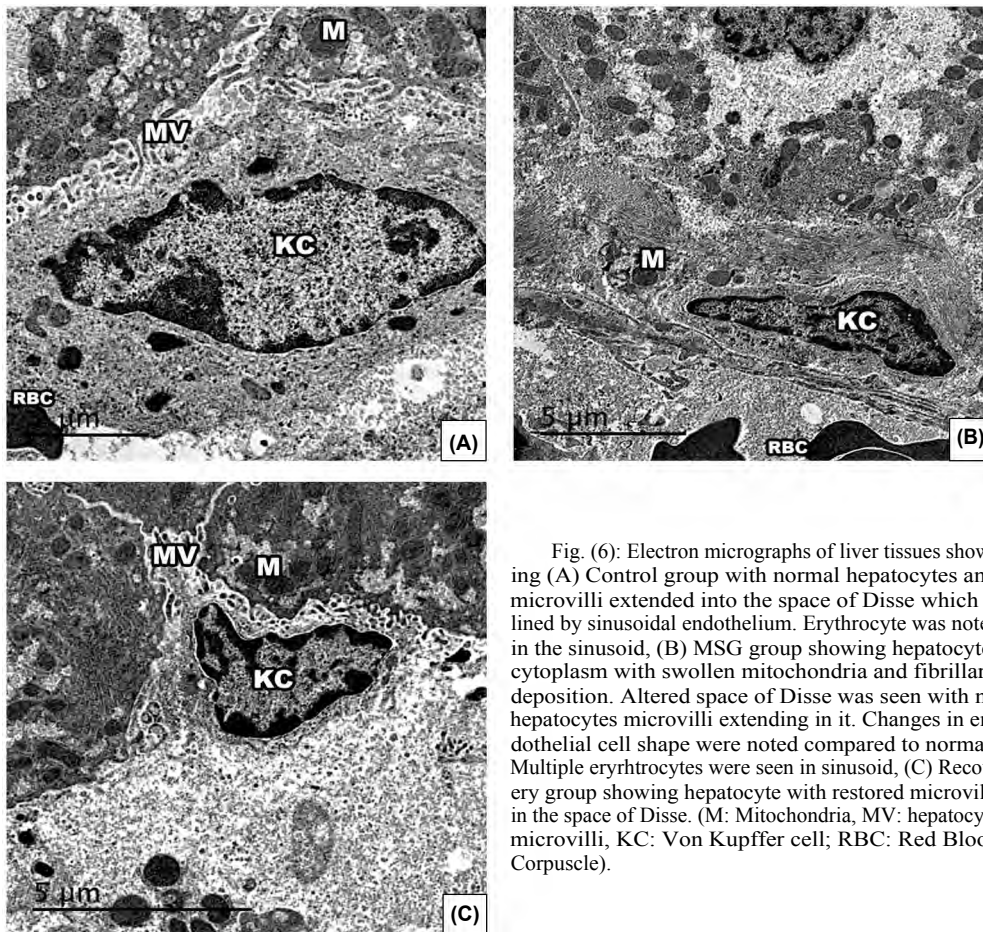 M
MV
KC
RBC
µm
(A)
M
KC
5 µm
RBC
(B)
MV
M
KC
5 µm
(C)
Fig. (6): Electron micrographs of liver tissues show
ing (A) Control group with normal hepatocytes an
microvilli extended into the space of Disse which
lined by sinusoidal endothelium. Erythrocyte was note
in the sinusoid, (B) MSG group showing hepatocyte
cytoplasm with swollen mitochondria and fibrillar
deposition. Altered space of Disse was seen with
hepatocytes microvilli extending in it. Changes in
dothelial cell shape were noted compared to norma
Multiple eryrhtrocytes were seen in sinusoid, (C) Reco
ery group showing hepatocyte with restored microvil
in the space of Disse. (M: Mitochondria, MV: hepatocy
microvilli, KC: Von Kupffer cell; RBC: Red Bloo
Corpuscle).